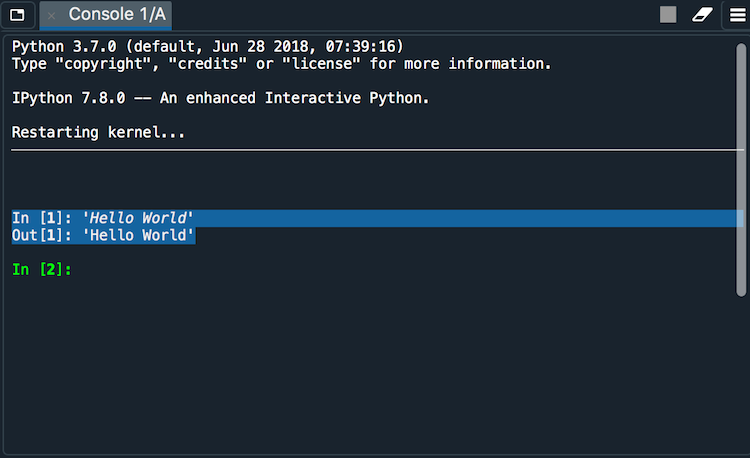 Console 1/A
Python 3.7.0 (default, Jun 28 2018, 07:39:16)
Type "copyright", "credits" or "license" for more information.
IPython 7.8.0 -- An enhanced Interactive Python.
Restarting kernel...
In [1]: 'Hello World'
Out[1]: 'Hello World'
In [2]: